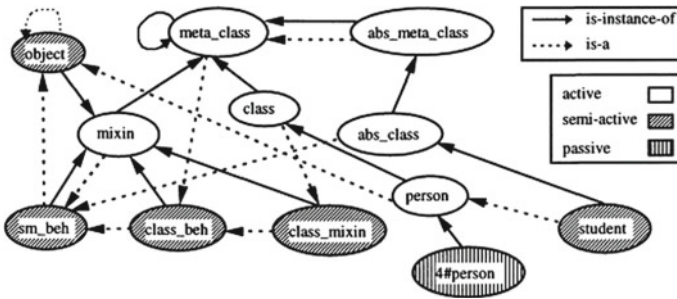 meta_class
abs_meta_class
is-instance-of
is-a
object
class
active
mixin
abs_class
semi-active
passive
person
sm_beh
class_beh
class_mixin
student
4#person